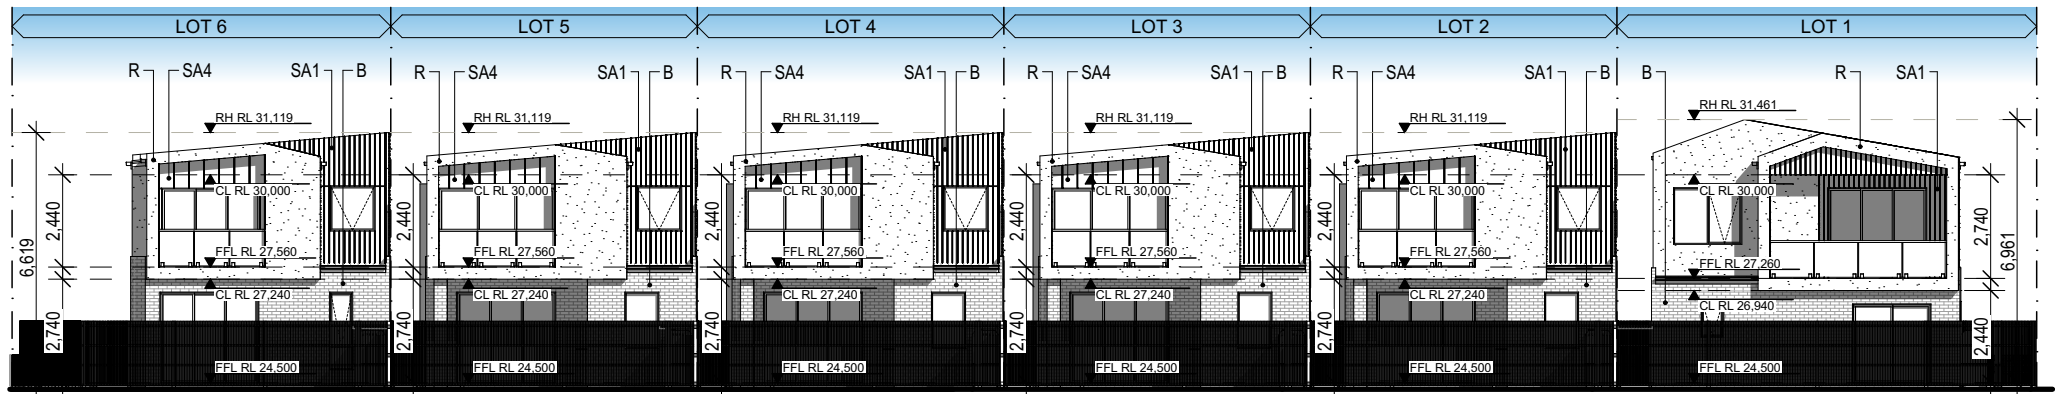 LOT 6 LOT 5 LOT 4 LOT 3 LOT 2 LOT 1
R SA4 SA1 B R SA4 SA1 B R SA4 SA1 B R SA4 SA1 B R SA4 SA1 B B R SA1
RH RL 31,461
RH RL 31,119 RH RL 31,119 RH RL 31,119 RH RL 31,119 RH RL 31,119
CL RL 30,000 CL RL 30,000 CL RL 30,000 CL RL 30,000 CL RL 30,000 CL RL 30,000
6,619 2,440 2,440 2,440 2,440 2,440 2,740 6,961
FFL RL 27,560 FFL RL 27,560 FFL RL 27,560 FFL RL 27,560 FFL RL 27,560 FFL RL 27,260
CL RL 27,240 CL RL 27,240 CL RL 27,240 CL RL 27,240 CL RL 27,240 CL RL 26,940
2,740 2,740 2,740 2,740 2,740 2,440
FFL RL 24,500 FFL RL 24,500 FFL RL 24,500 FFL RL 24,500 FFL RL 24,500 FFL RL 24,500